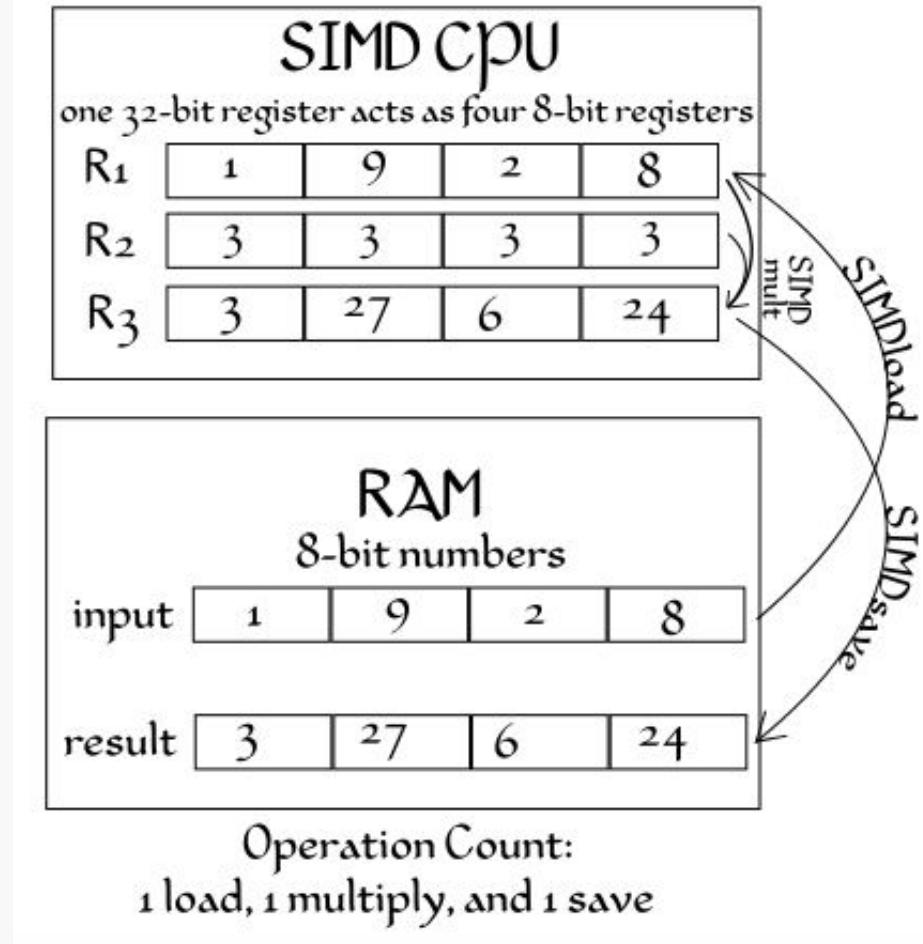 SIMD CPU
one 32-bit register acts as four 8-bit registers
R1 1 9 2 8
R2 3 3 3 3
R3 3 27 6 24
SIMD
mult
SIMDload
SIMDsave
RAM
8-bit numbers
input 1 9 2 8
result 3 27 6 24
Operation Count:
1 load, 1 multiply, and 1 save